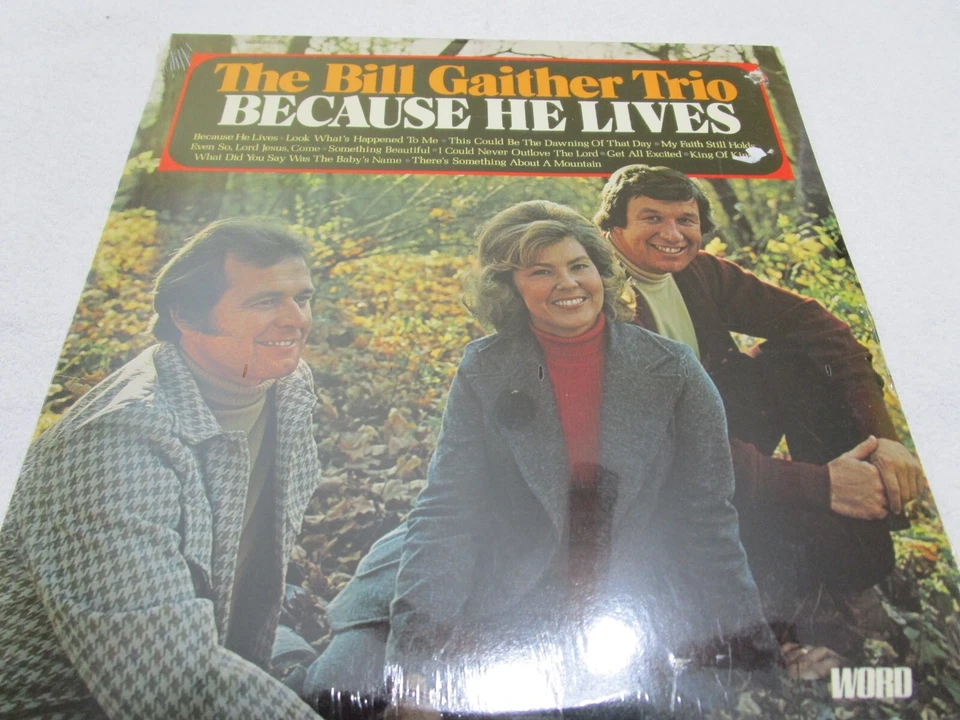 The Bill Gaither Trio
BECAUSE HE LIVES
Because He Lives • Look What's Happened To Me • This Could Be The Dawning Of That Day • My Faith Still Holds
Even So, Lord Jesus, Come • Something Beautiful • I Could Never Outlove The Lord • Get All Excited • King Of
What Did You Say Was The Baby's Name • There's Something About A Mountain
WORD